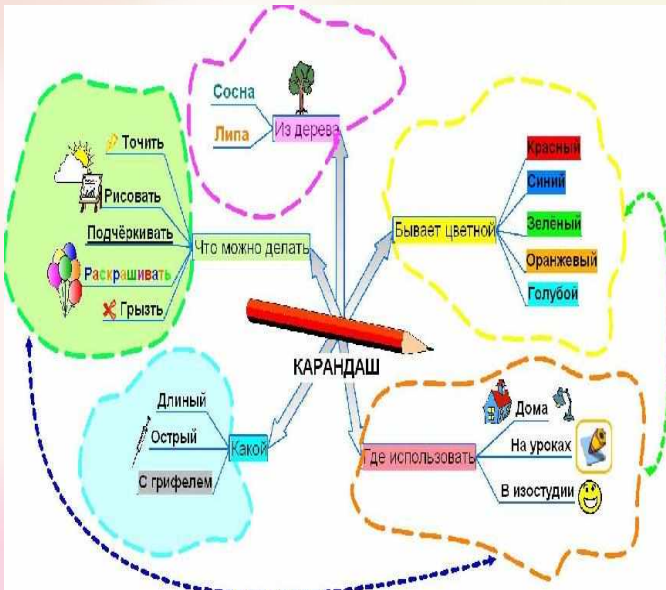 Сосна
Липа
Из дерева
Точить
Рисовать
Подчёркивать
Раскрашивать
Грызть
Что можно делать
Бывает цветной
Красный
Синий
Зелёный
Оранжевый
Голубой
КАРАНДАШ
Длиный
Острый
С грифелем
Какой
Где использовать
Дома
На уроках
В изостудии